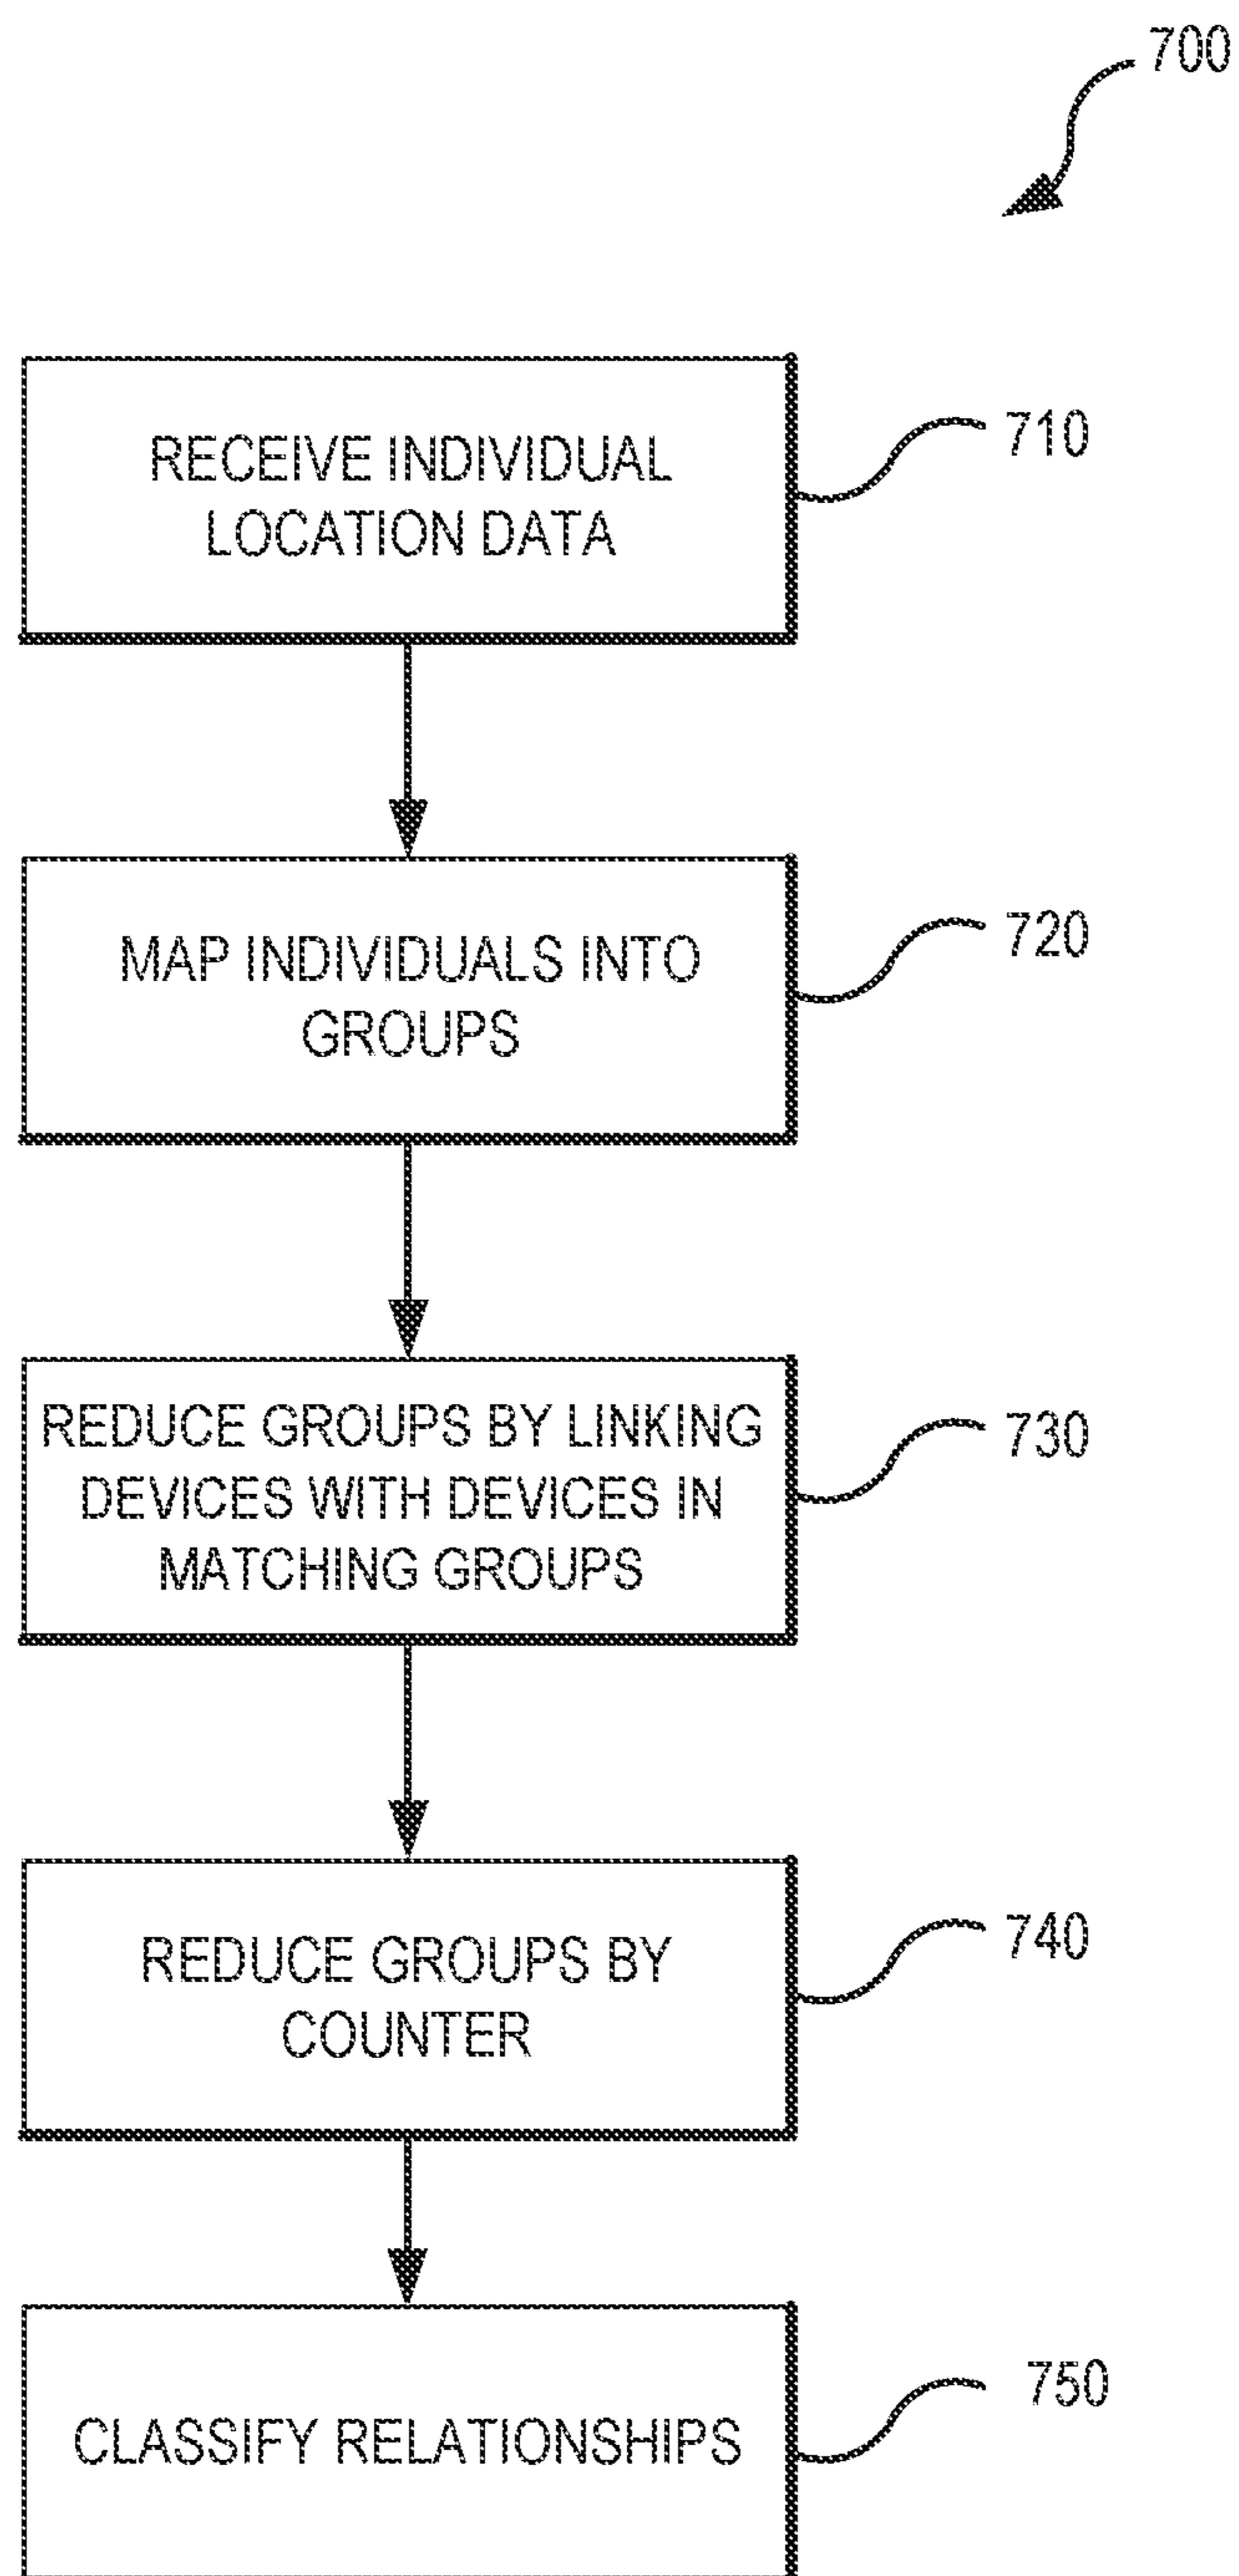 700
RECEIVE INDIVIDUAL
LOCATION DATA
710
MAP INDIVIDUALS INTO
GROUPS
720
REDUCE GROUPS BY LINKING
DEVICES WITH DEVICES IN
MATCHING GROUPS
730
REDUCE GROUPS BY
COUNTER
740
CLASSIFY RELATIONSHIPS
750